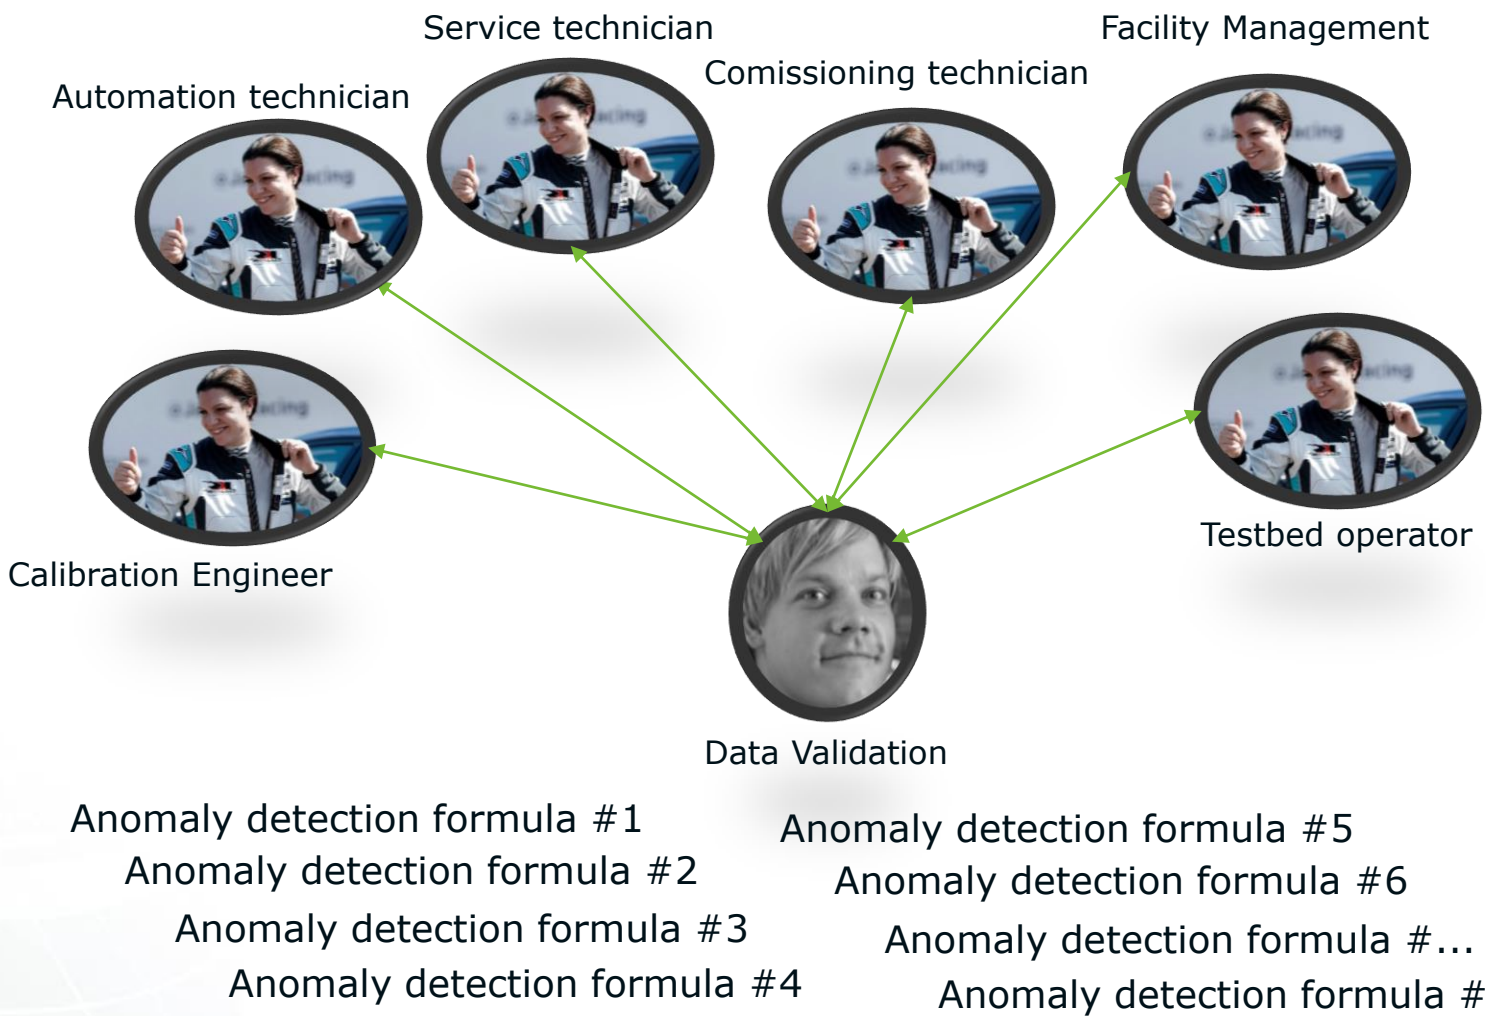 Service technician
Facility Management
Comissioning technician
Automation technician
Testbed operator
Calibration Engineer
Data Validation
Anomaly detection formula #1
Anomaly detection formula #2
Anomaly detection formula #3
Anomaly detection formula #4
Anomaly detection formula #5
Anomaly detection formula #6
Anomaly detection formula #...
Anomaly detection formula #